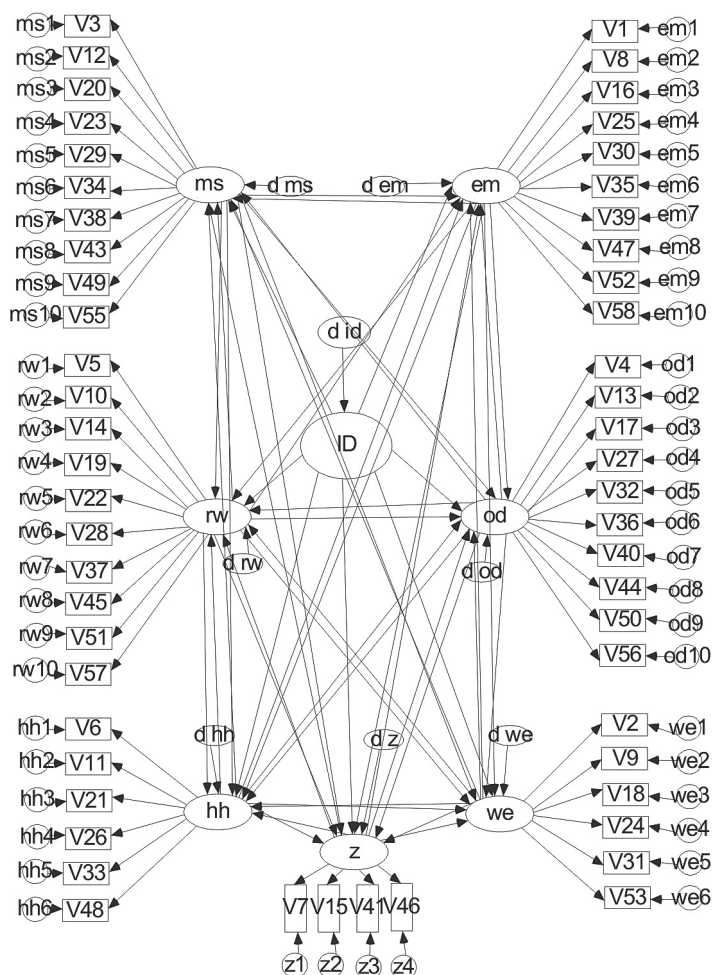 ms1 V3
ms2 V12
ms3 V20
ms4 V23
ms5 V29
ms6 V34
ms7 V38
ms8 V43
ms9 V49
ms10 V55
V1 em1
V8 em2
V16 em3
V25 em4
V30 em5
V35 em6
V39 em7
V47 em8
V52 em9
V58 em10
ms d ms d em em
d id
ID
rw1 V5
rw2 V10
rw3 V14
rw4 V19
rw5 V22
rw6 V28
rw7 V37
rw8 V45
rw9 V51
rw10 V57
V4 od1
V13 od2
V17 od3
V27 od4
V32 od5
V36 od6
V40 od7
V44 od8
V50 od9
V56 od10
rw od
d rw d od
hh1 V6
hh2 V11
hh3 V21
hh4 V26
hh5 V33
hh6 V48
V2 we1
V9 we2
V18 we3
V24 we4
V31 we5
V53 we6
d hh d z d we
hh we
z
V7 V15 V41 V46
z1 z2 z3 z4